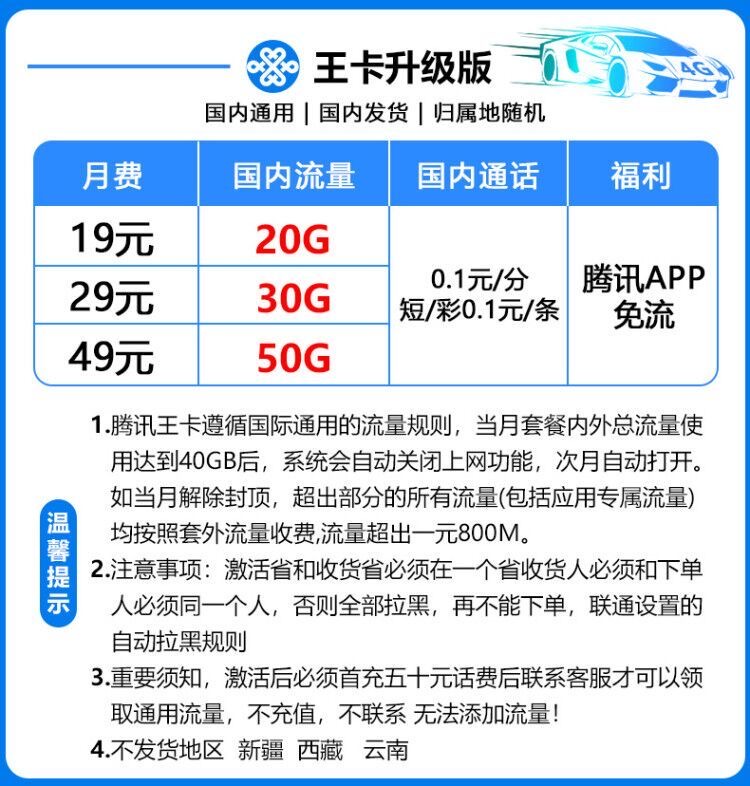 王卡升级版
4G
国内通用 | 国内发货 | 归属地随机
月费 国内流量 国内通话 福利
19元 20G
29元 30G
49元 50G
0.1元/分
短/彩0.1元/条
腾讯APP
免流
温馨提示
1.腾讯王卡遵循国际通用的流量规则，当月套餐内外总流量使
用达到40GB后，系统会自动关闭上网功能，次月自动打开。
如当月解除封顶，超出部分的所有流量(包括应用专属流量)
均按照套外流量收费,流量超出一元800M。
2.注意事项：激活省和收货省必须在一个省收货人必须和下单
人必须同一个人，否则全部拉黑，再不能下单，联通设置的
自动拉黑规则
3.重要须知，激活后必须首充五十元话费后联系客服才可以领
取通用流量，不充值，不联系 无法添加流量！
4.不发货地区 新疆 西藏 云南